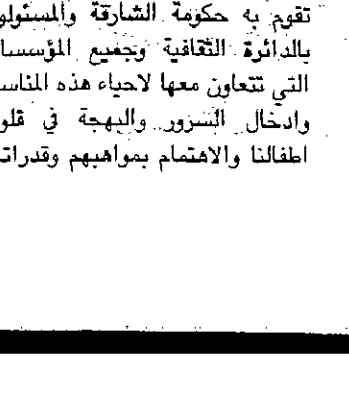 تقوم به حكومة الشارقة والمسئولو
بالدائرة الثقافية وجميع المؤسسا
التي تتعاون معها لاحياء هذه المناس
وادخال السرور والبهجة في قلو
اطفالنا والاهتمام بمواهبهم وقدرات